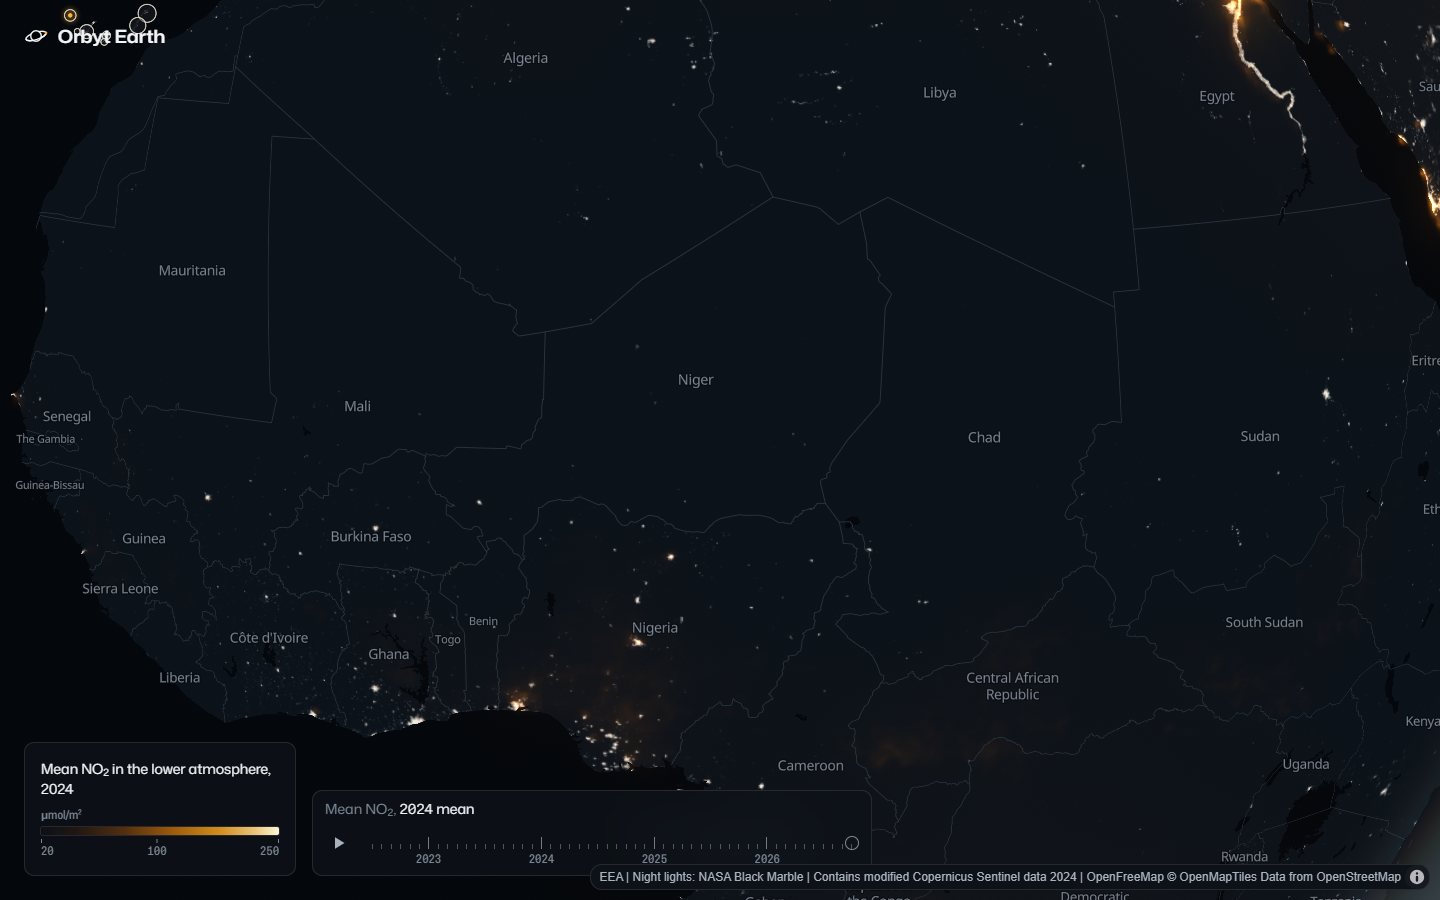 Orbyt Earth
Algeria
Libya
Egypt
Sau
Mauritania
Mali
Niger
Chad
Sudan
Eritre
Senegal
The Gambia
Guinea-Bissau
Guinea
Sierra Leone
Liberia
Côte d'Ivoire
Burkina Faso
Ghana
Togo
Benin
Nigeria
Cameroon
Central African
Republic
South Sudan
Eth
Kenya
Uganda
Rwanda
Mean NO₂ in the lower atmosphere,
2024
µmol/m²
20 100 250
Mean NO₂, 2024 mean
2023 2024 2025 2026
EEA | Night lights: NASA Black Marble | Contains modified Copernicus Sentinel data 2024 | OpenFreeMap © OpenMapTiles Data from OpenStreetMap
the Congo
Democratic